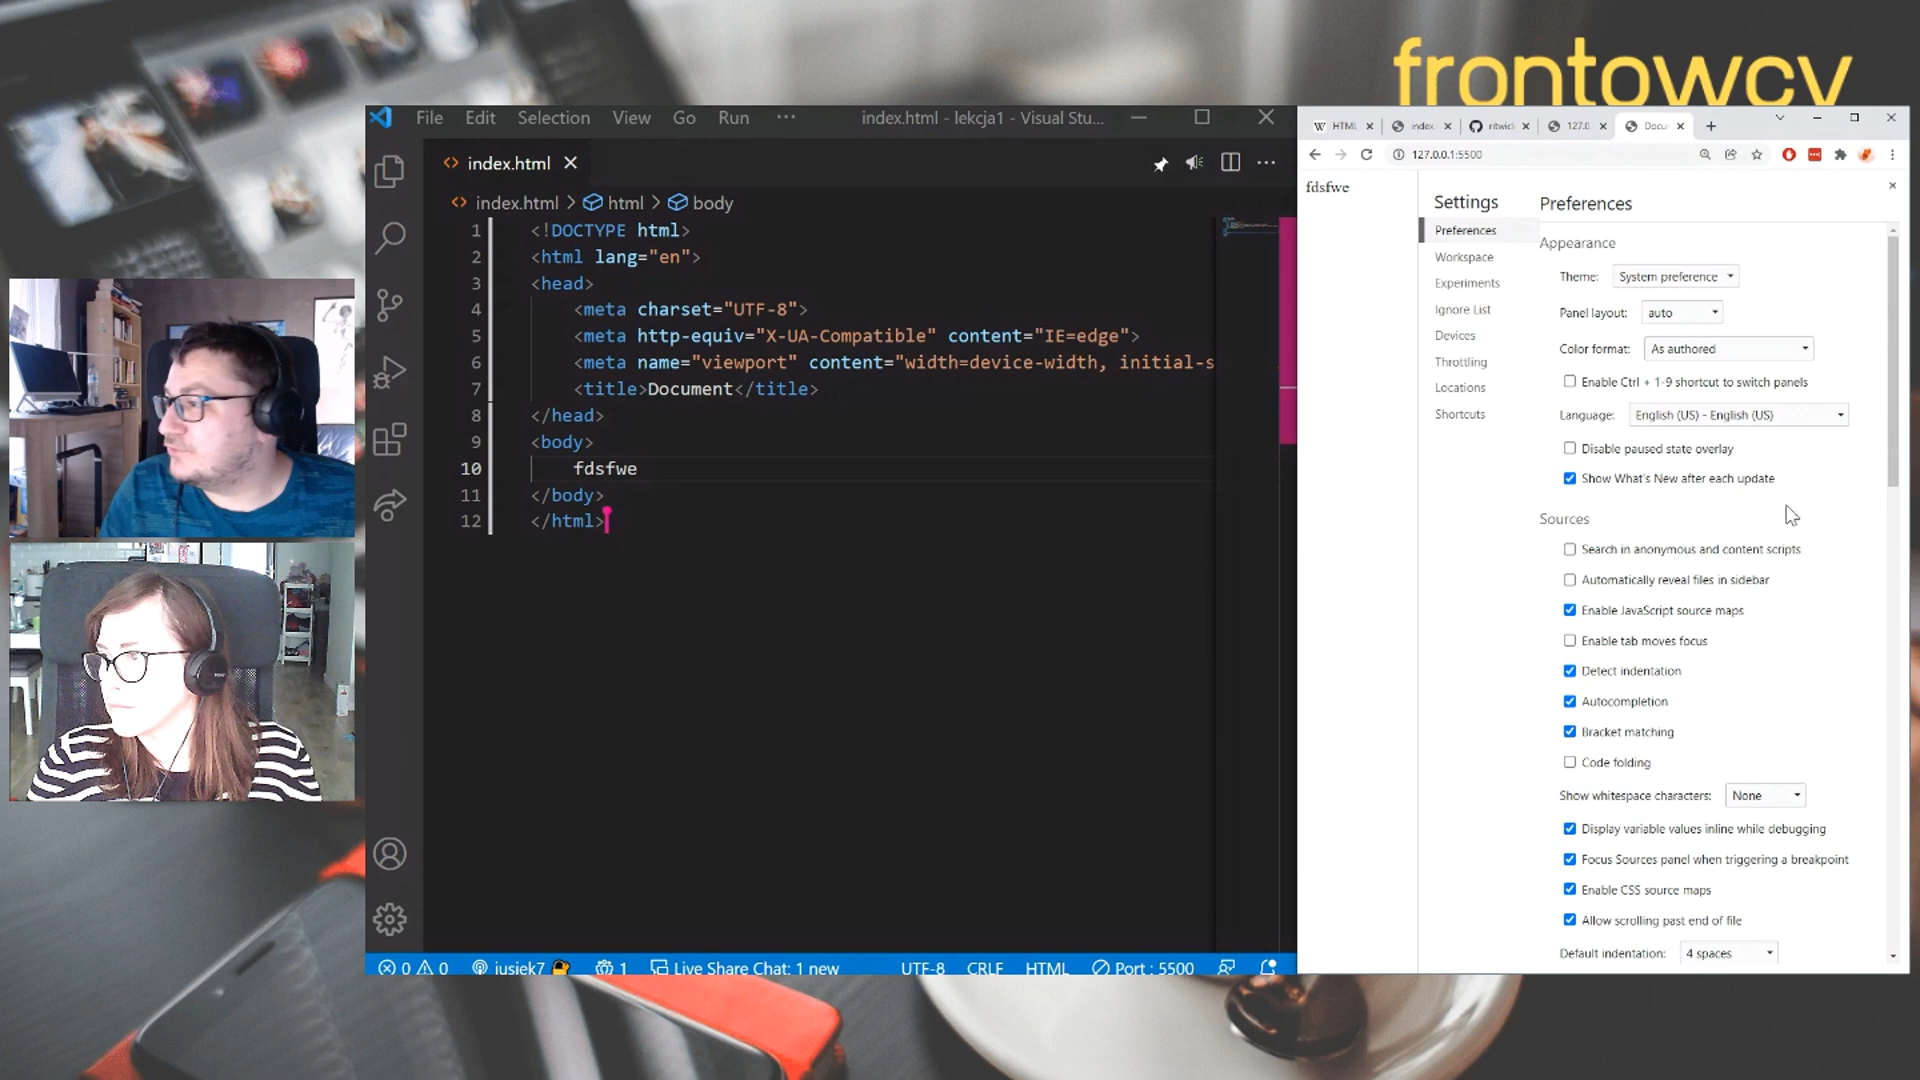 frontowcy
File Edit Selection View Go Run ··· index.html - lekcja1 - Visual Stu...
index.html
index.html > html > body
1 <!DOCTYPE html>
2 <html lang="en">
3 <head>
4 <meta charset="UTF-8">
5 <meta http-equiv="X-UA-Compatible" content="IE=edge">
6 <meta name="viewport" content="width=device-width, initial-s
7 <title>Document</title>
8 </head>
9 <body>
10 fdsfwe
11 </body>
12 </html>
0 0 jusiek7 1 Live Share Chat: 1 new UTF-8 CRLF HTML Port : 5500
HTML index. ritwick 127.0. Docu
127.0.0.1:5500
fdsfwe
Settings
Preferences
Workspace
Experiments
Ignore List
Devices
Throttling
Locations
Shortcuts
Preferences
Appearance
Theme: System preference
Panel layout: auto
Color format: As authored
Enable Ctrl + 1-9 shortcut to switch panels
Language: English (US) - English (US)
Disable paused state overlay
Show What's New after each update
Sources
Search in anonymous and content scripts
Automatically reveal files in sidebar
Enable JavaScript source maps
Enable tab moves focus
Detect indentation
Autocompletion
Bracket matching
Code folding
Show whitespace characters: None
Display variable values inline while debugging
Focus Sources panel when triggering a breakpoint
Enable CSS source maps
Allow scrolling past end of file
Default indentation: 4 spaces